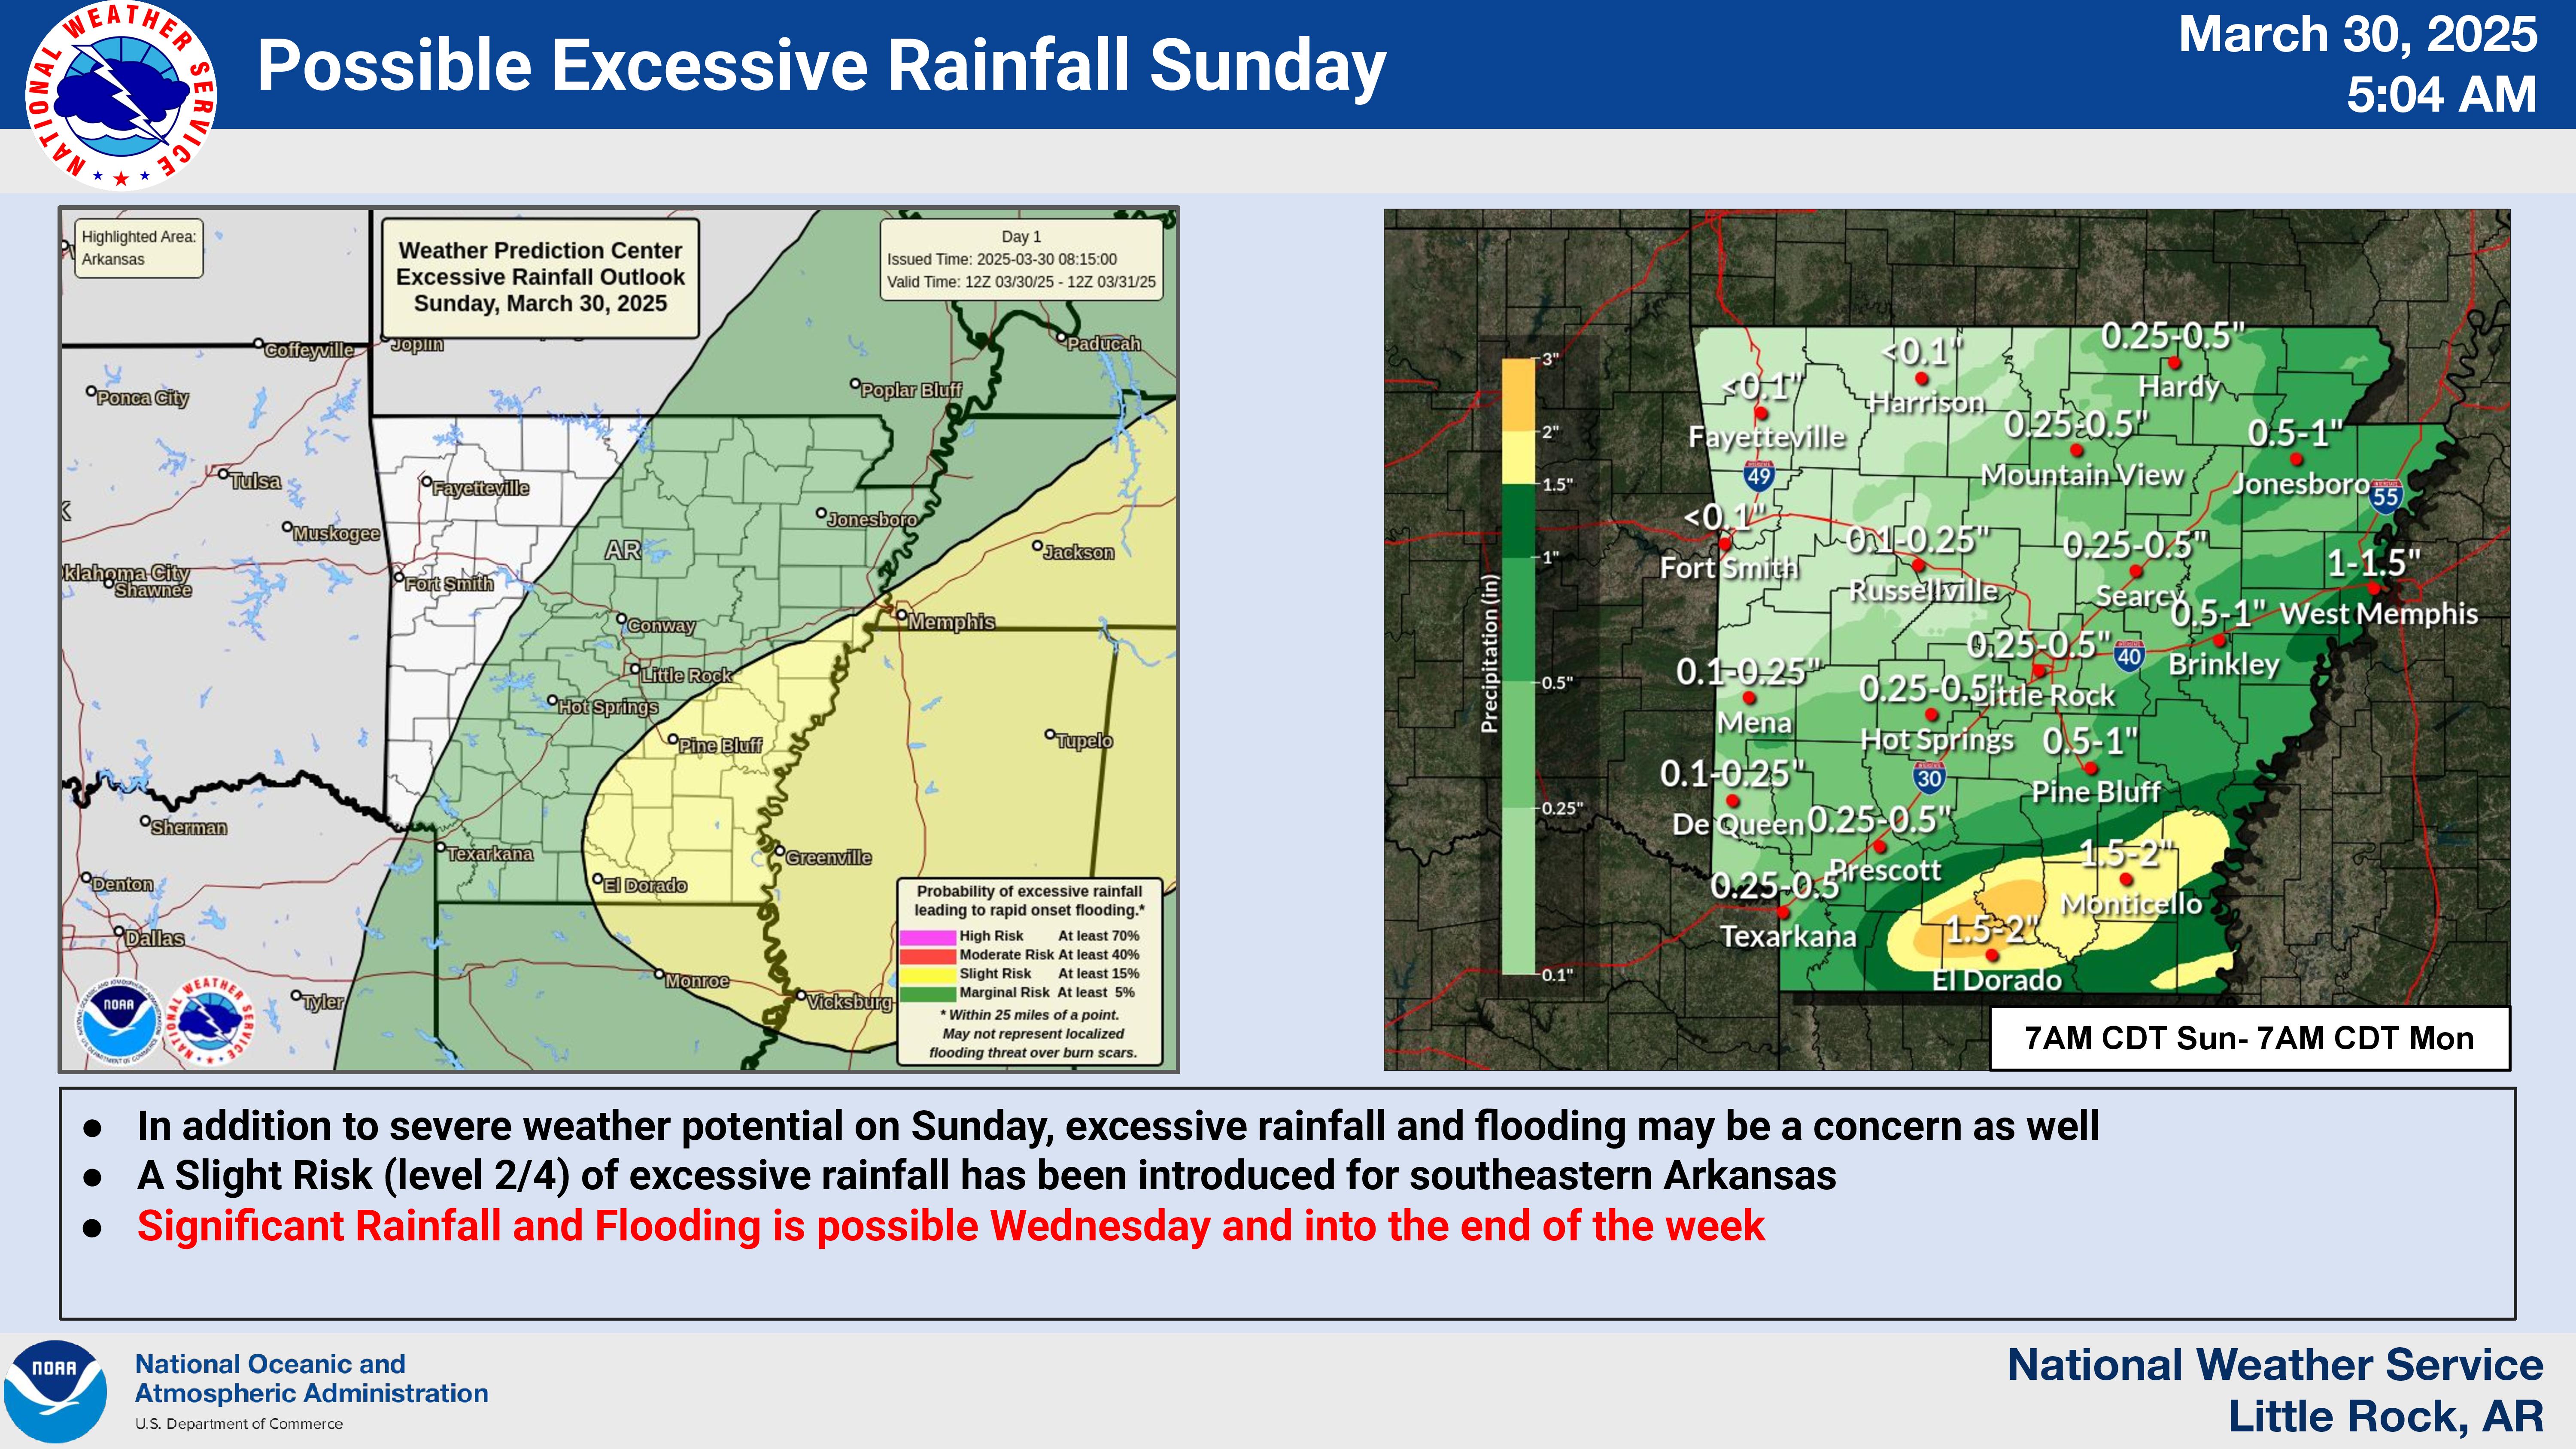 NATIONAL WEATHER SERVICE
Possible Excessive Rainfall Sunday
March 30, 2025
5:04 AM
Highlighted Area:
Arkansas
Weather Prediction Center
Excessive Rainfall Outlook
Sunday, March 30, 2025
Day 1
Issued Time: 2025-03-30 08:15:00
Valid Time: 12Z 03/30/25 - 12Z 03/31/25
Coffeyville
Joplin
Paducah
Ponca City
Poplar Bluff
Tulsa
Fayetteville
Jonesboro
Muskogee
AR
Jackson
klahoma City
Shawnee
Fort Smith
Conway
Memphis
Little Rock
Hot Springs
Pine Bluff
Tupelo
Sherman
Texarkana
Greenville
Denton
El Dorado
Dallas
Monroe
Tyler
Vicksburg
Probability of excessive rainfall
leading to rapid onset flooding.*
High Risk At least 70%
Moderate Risk At least 40%
Slight Risk At least 15%
Marginal Risk At least 5%
* Within 25 miles of a point.
May not represent localized
flooding threat over burn scars.
NOAA
NATIONAL WEATHER SERVICE
Precipitation (in)
3"
2"
1.5"
1"
0.5"
0.25"
0.1"
0.25-0.5"
Hardy
<0.1"
Harrison
<0.1"
Fayetteville
0.25-0.5"
Mountain View
0.5-1"
Jonesboro
49
55
<0.1"
Fort Smith
0.1-0.25"
Russellville
0.25-0.5"
Searcy
1-1.5"
West Memphis
0.5-1"
Brinkley
0.25-0.5"
Little Rock
40
0.1-0.25"
Mena
0.25-0.5"
Hot Springs
0.5-1"
Pine Bluff
30
0.1-0.25"
De Queen
0.25-0.5"
Prescott
1.5-2"
Monticello
0.25-0.5"
Texarkana
1.5-2"
El Dorado
7AM CDT Sun- 7AM CDT Mon
● In addition to severe weather potential on Sunday, excessive rainfall and flooding may be a concern as well
● A Slight Risk (level 2/4) of excessive rainfall has been introduced for southeastern Arkansas
● Significant Rainfall and Flooding is possible Wednesday and into the end of the week
NOAA
National Oceanic and
Atmospheric Administration
U.S. Department of Commerce
National Weather Service
Little Rock, AR